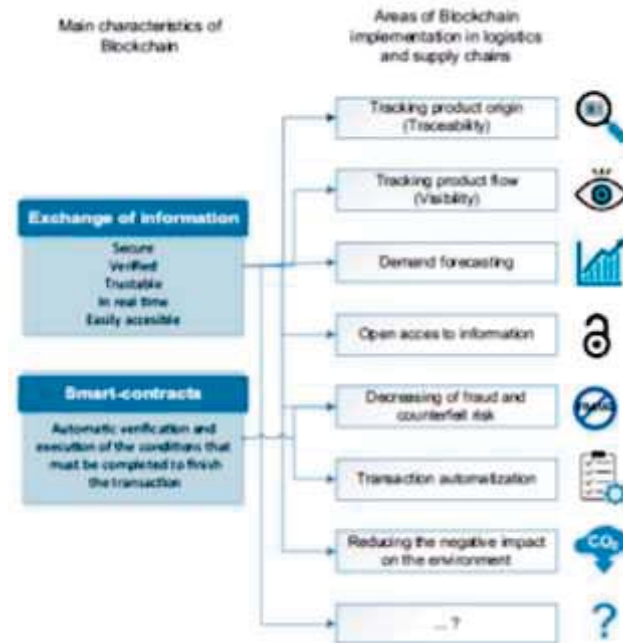 Main characteristics of
Blockchain
Areas of Blockchain
implementation in logistics
and supply chains
Exchange of information
Secure
Verified
Trustable
In real time
Easily accesible
Smart-contracts
Automatic verification and
execution of the conditions that
must be completed to finish
the transaction
Tracking product origin
(Traceability)
Tracking product flow
(Visibility)
Demand forecasting
Open acces to information
Decreasing of fraud and
counterfeit risk
Transaction automatization
Reducing the negative impact
on the environment
CO₂
... ?
?